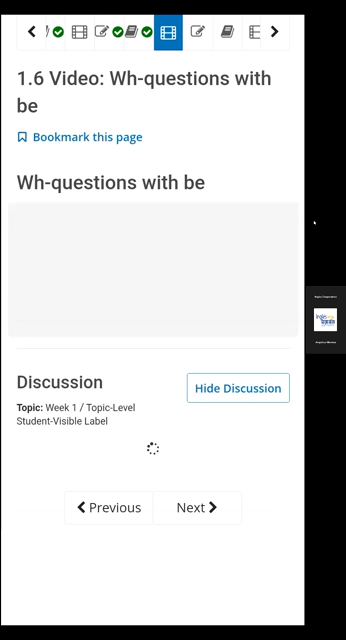 1.6 Video: Wh-questions with
be
Bookmark this page
Wh-questions with be
Discussion
Hide Discussion
Topic: Week 1 / Topic-Level
Student-Visible Label
Previous
Next